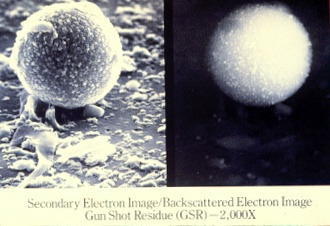 Secondary Electron Image/Backscattered Electron Image
Gun Shot Residue (GSR)—2,000X